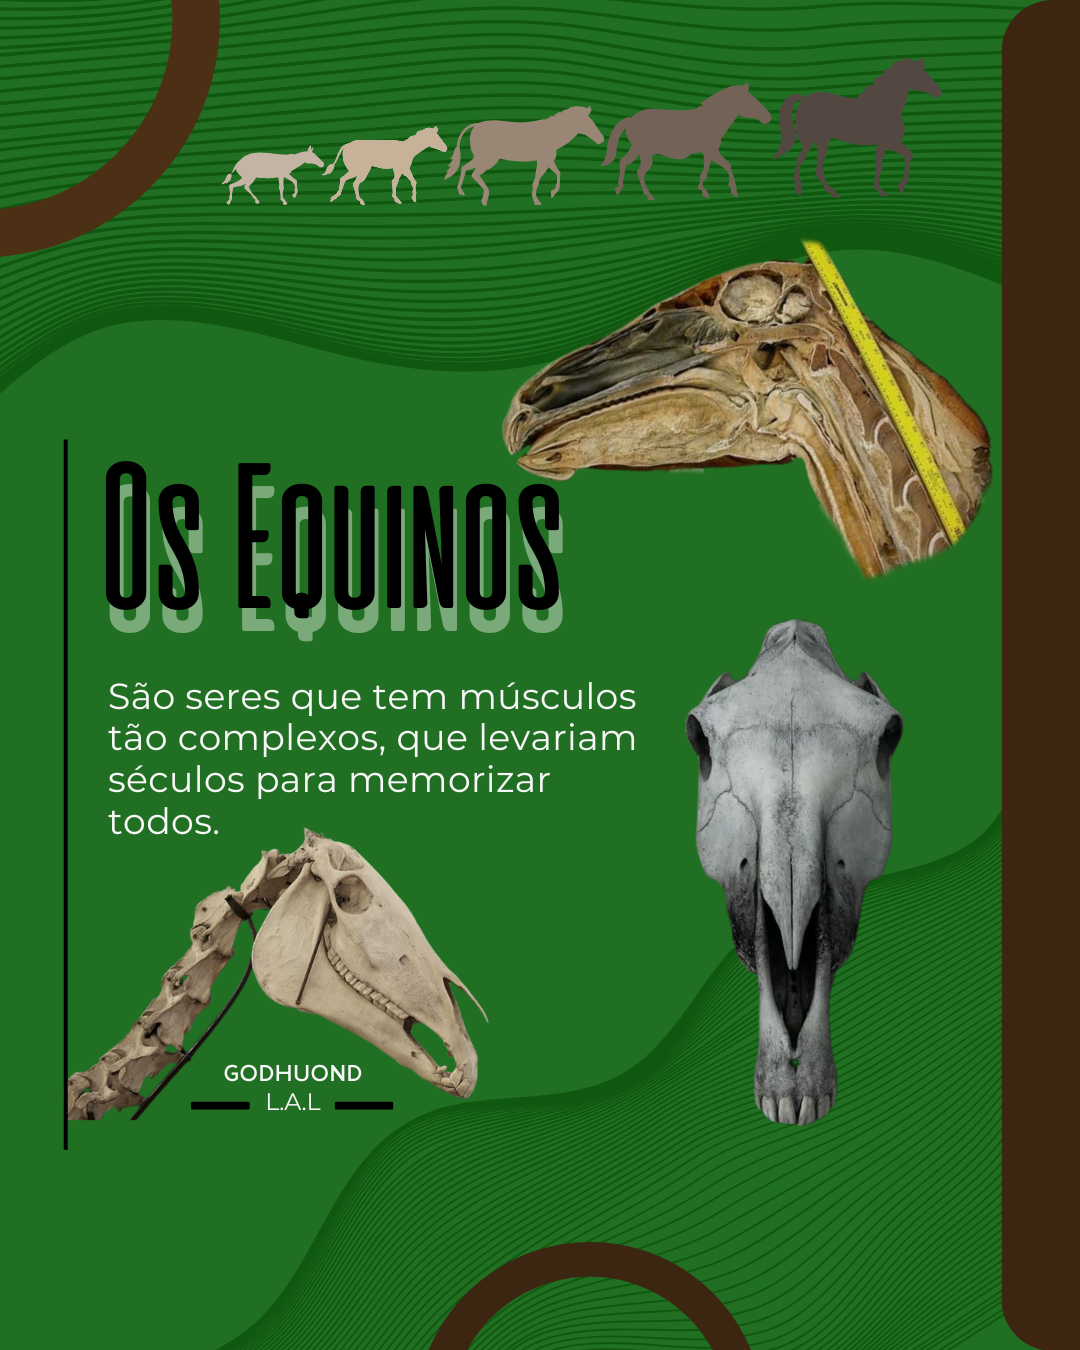 Os Equinos
São seres que tem músculos
tão complexos, que levariam
séculos para memorizar
todos.
GODHUOND
L.A.L